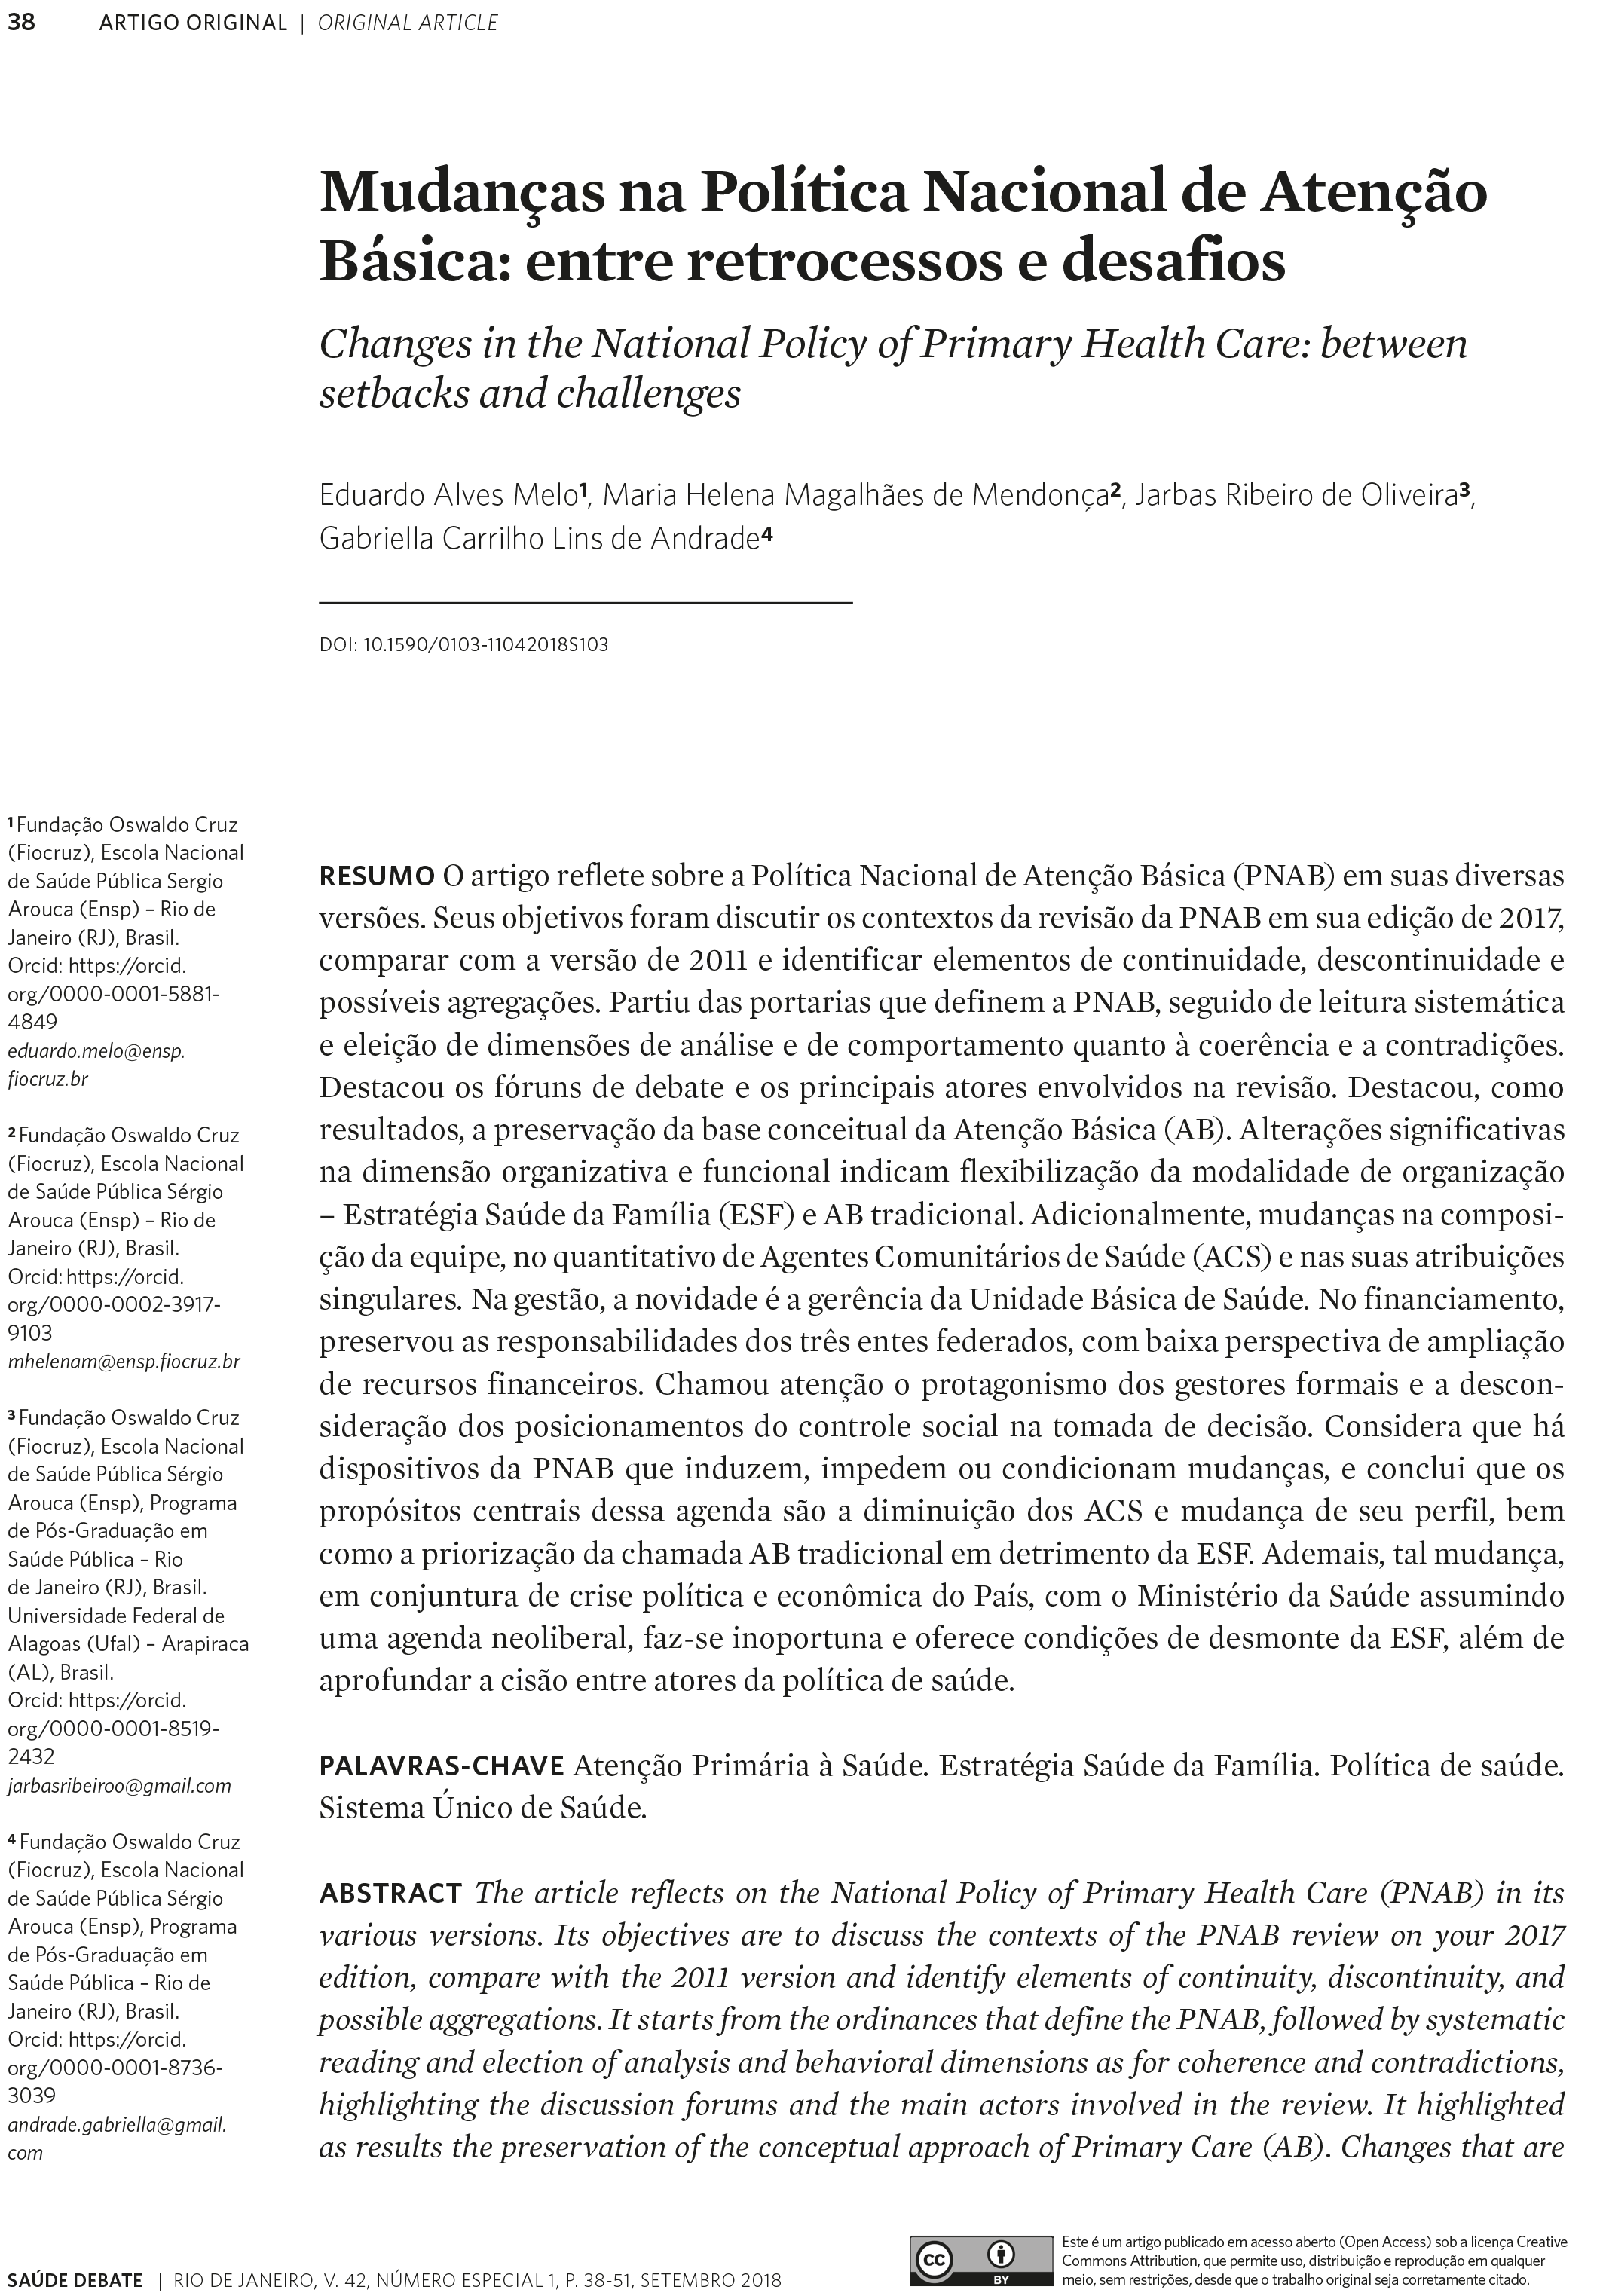 38 ARTIGO ORIGINAL | ORIGINAL ARTICLE
Mudanças na Política Nacional de Atenção
Básica: entre retrocessos e desafios
Changes in the National Policy of Primary Health Care: between
setbacks and challenges
Eduardo Alves Melo¹, Maria Helena Magalhães de Mendonça², Jarbas Ribeiro de Oliveira³,
Gabriella Carrilho Lins de Andrade⁴
DOI: 10.1590/0103-11042018S103
¹ Fundação Oswaldo Cruz
(Fiocruz), Escola Nacional
de Saúde Pública Sergio
Arouca (Ensp) – Rio de
Janeiro (RJ), Brasil.
Orcid: https://orcid.
org/0000-0001-5881-
4849
eduardo.melo@ensp.
fiocruz.br
² Fundação Oswaldo Cruz
(Fiocruz), Escola Nacional
de Saúde Pública Sérgio
Arouca (Ensp) – Rio de
Janeiro (RJ), Brasil.
Orcid: https://orcid.
org/0000-0002-3917-
9103
mhelenam@ensp.fiocruz.br
³ Fundação Oswaldo Cruz
(Fiocruz), Escola Nacional
de Saúde Pública Sérgio
Arouca (Ensp), Programa
de Pós-Graduação em
Saúde Pública – Rio
de Janeiro (RJ), Brasil.
Universidade Federal de
Alagoas (Ufal) – Arapiraca
(AL), Brasil.
Orcid: https://orcid.
org/0000-0001-8519-
2432
jarbasribeiroo@gmail.com
⁴ Fundação Oswaldo Cruz
(Fiocruz), Escola Nacional
de Saúde Pública Sérgio
Arouca (Ensp), Programa
de Pós-Graduação em
Saúde Pública – Rio de
Janeiro (RJ), Brasil.
Orcid: https://orcid.
org/0000-0001-8736-
3039
andrade.gabriella@gmail.
com
RESUMO O artigo reflete sobre a Política Nacional de Atenção Básica (PNAB) em suas diversas
versões. Seus objetivos foram discutir os contextos da revisão da PNAB em sua edição de 2017,
comparar com a versão de 2011 e identificar elementos de continuidade, descontinuidade e
possíveis agregações. Partiu das portarias que definem a PNAB, seguido de leitura sistemática
e eleição de dimensões de análise e de comportamento quanto à coerência e a contradições.
Destacou os fóruns de debate e os principais atores envolvidos na revisão. Destacou, como
resultados, a preservação da base conceitual da Atenção Básica (AB). Alterações significativas
na dimensão organizativa e funcional indicam flexibilização da modalidade de organização
– Estratégia Saúde da Família (ESF) e AB tradicional. Adicionalmente, mudanças na composi-
ção da equipe, no quantitativo de Agentes Comunitários de Saúde (ACS) e nas suas atribuições
singulares. Na gestão, a novidade é a gerência da Unidade Básica de Saúde. No financiamento,
preservou as responsabilidades dos três entes federados, com baixa perspectiva de ampliação
de recursos financeiros. Chamou atenção o protagonismo dos gestores formais e a descon-
sideração dos posicionamentos do controle social na tomada de decisão. Considera que há
dispositivos da PNAB que induzem, impedem ou condicionam mudanças, e conclui que os
propósitos centrais dessa agenda são a diminuição dos ACS e mudança de seu perfil, bem
como a priorização da chamada AB tradicional em detrimento da ESF. Ademais, tal mudança,
em conjuntura de crise política e econômica do País, com o Ministério da Saúde assumindo
uma agenda neoliberal, faz-se inoportuna e oferece condições de desmonte da ESF, além de
aprofundar a cisão entre atores da política de saúde.
PALAVRAS-CHAVE Atenção Primária à Saúde. Estratégia Saúde da Família. Política de saúde.
Sistema Único de Saúde.
ABSTRACT The article reflects on the National Policy of Primary Health Care (PNAB) in its
various versions. Its objectives are to discuss the contexts of the PNAB review on your 2017
edition, compare with the 2011 version and identify elements of continuity, discontinuity, and
possible aggregations. It starts from the ordinances that define the PNAB, followed by systematic
reading and election of analysis and behavioral dimensions as for coherence and contradictions,
highlighting the discussion forums and the main actors involved in the review. It highlighted
as results the preservation of the conceptual approach of Primary Care (AB). Changes that are
SAÚDE DEBATE | RIO DE JANEIRO, V. 42, NÚMERO ESPECIAL 1, P. 38-51, SETEMBRO 2018
cc BY
Este é um artigo publicado em acesso aberto (Open Access) sob a licença Creative
Commons Attribution, que permite uso, distribuição e reprodução em qualquer
meio, sem restrições, desde que o trabalho original seja corretamente citado.